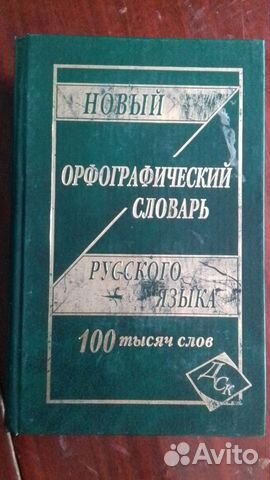 НОВЫЙ
ОРФОГРАФИЧЕСКИЙ
СЛОВАРЬ
РУССКОГО
ЯЗЫКА
100 тысяч слов
ДСК
Avito